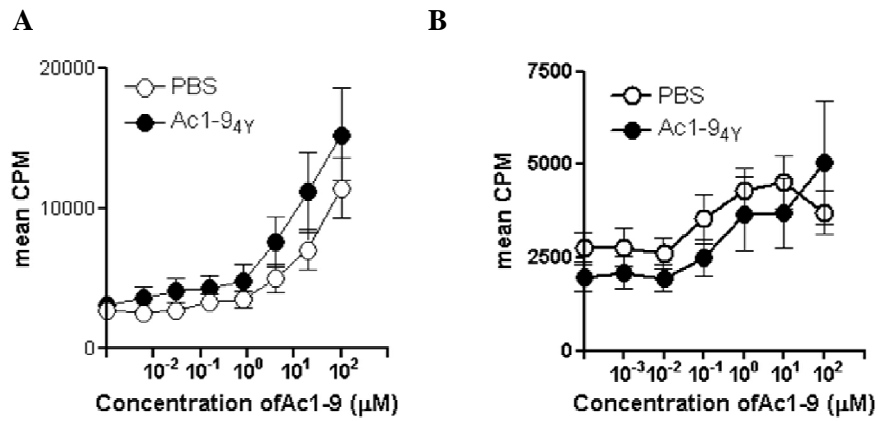 A
20000
10000
0
mean CPM
PBS
Ac1-94Y
10-2 10-1 100 101 102
Concentration ofAc1-9 (μM)
B
7500
5000
2500
0
mean CPM
PBS
Ac1-94Y
10-3 10-2 10-1 100 101 102
Concentration ofAc1-9 (μM)